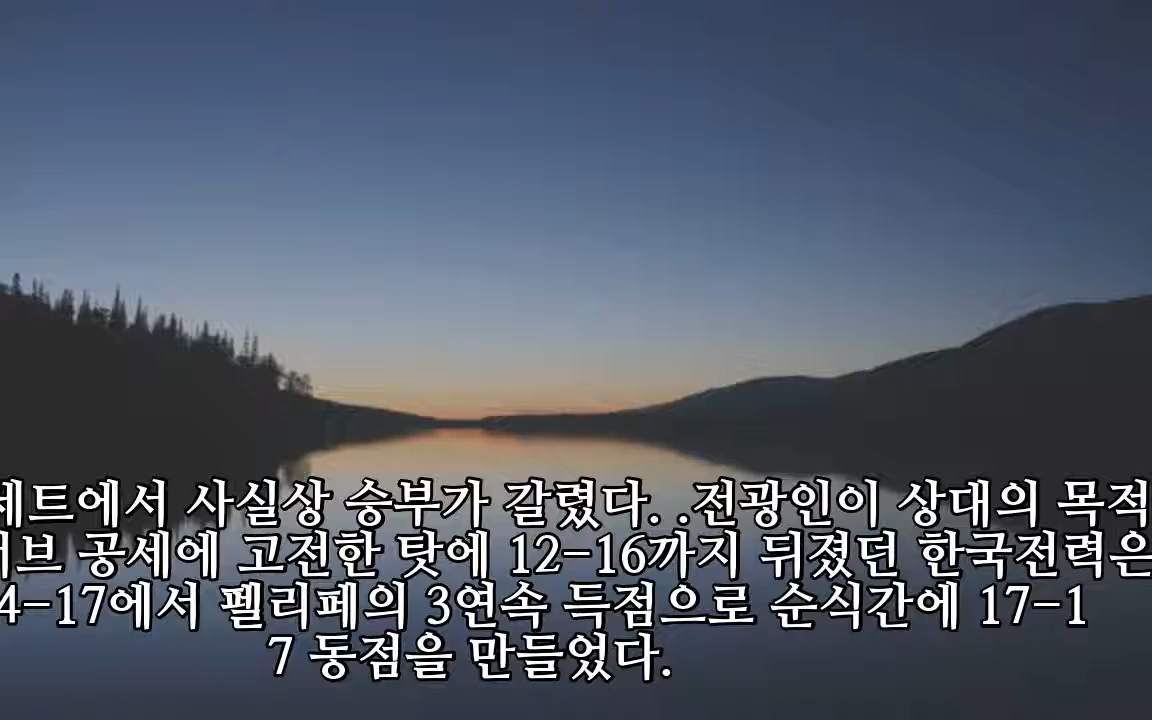 세트에서 사실상 승부가 갈렸다. .전광인이 상대의 목적
브 공세에 고전한 탓에 12-16까지 뒤졌던 한국전력은
4-17에서 펠리페의 3연속 득점으로 순식간에 17-1
7 동점을 만들었다.